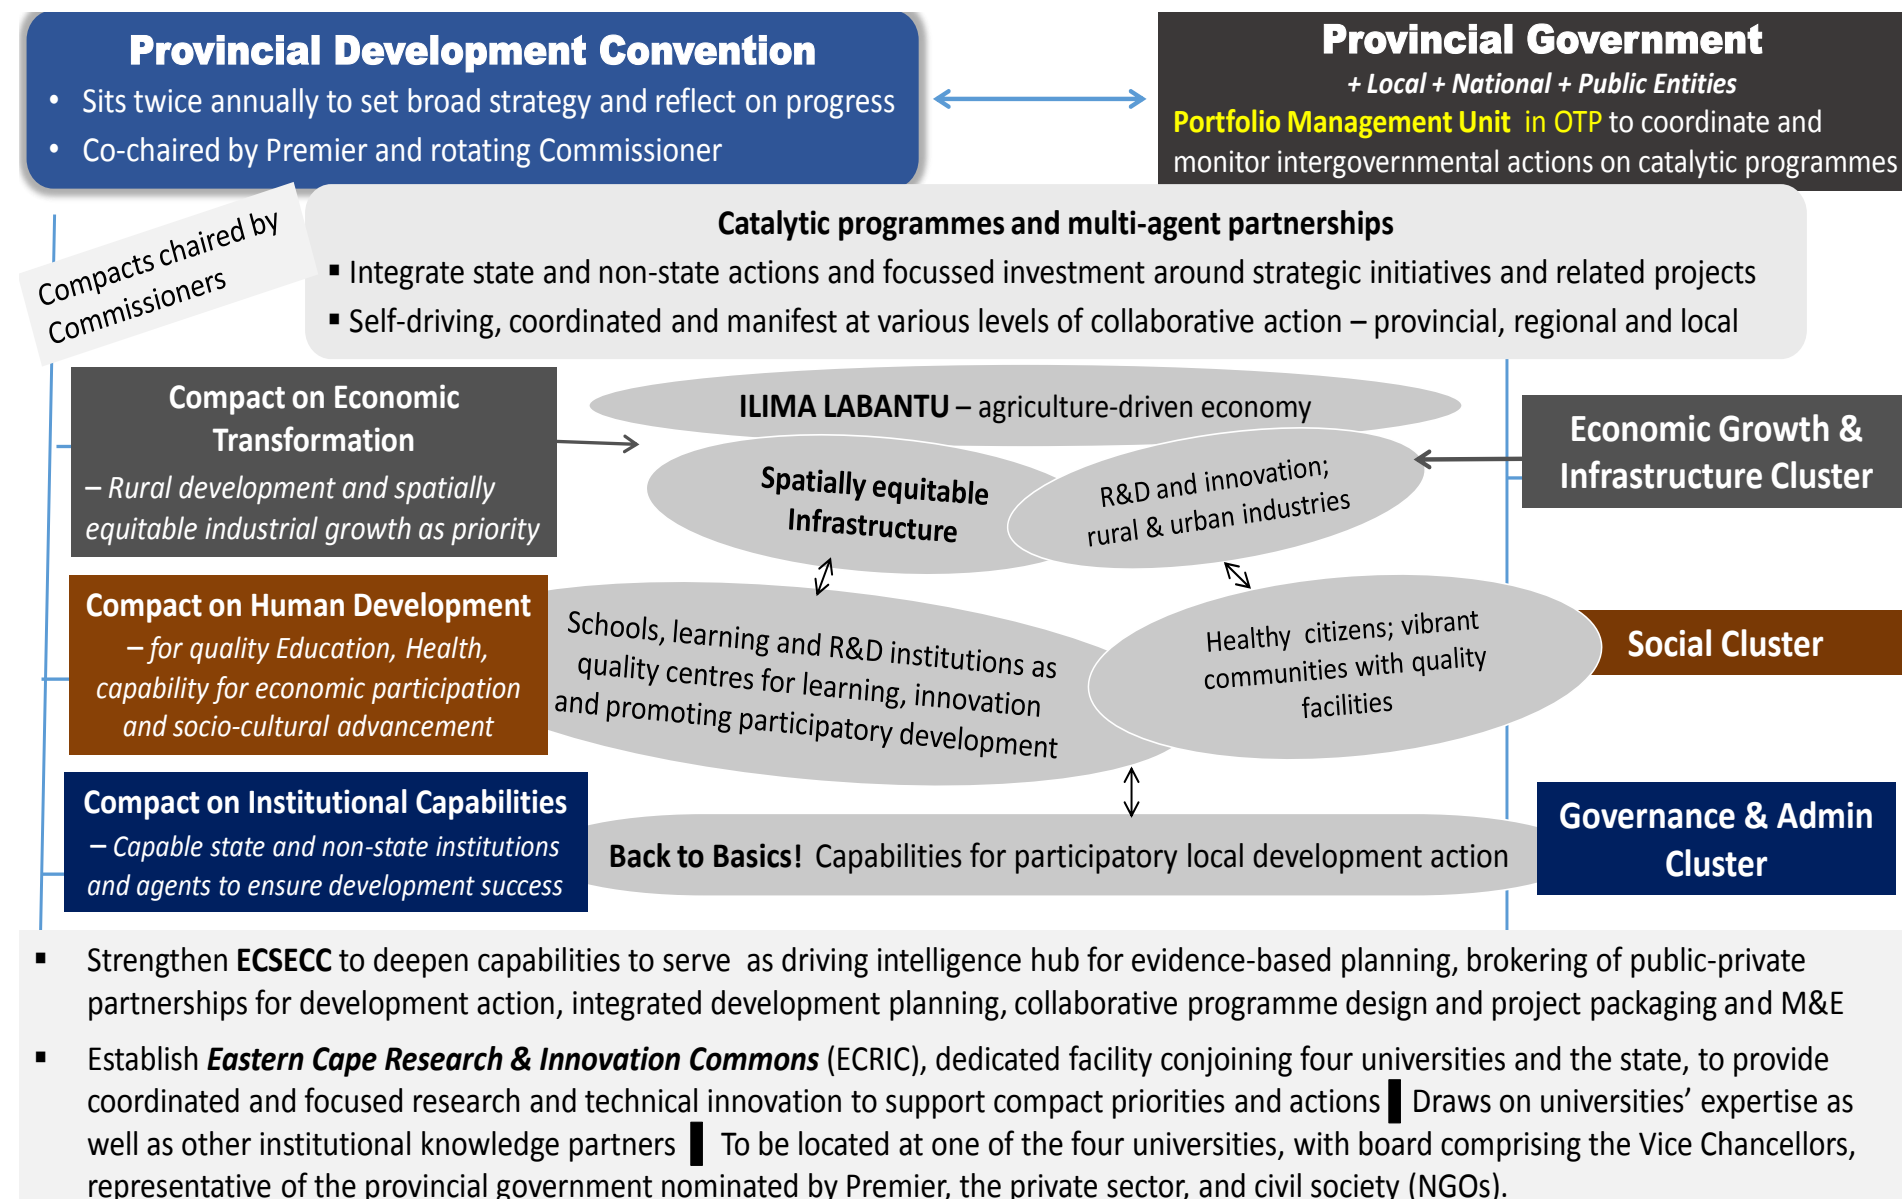 Provincial Development Convention
• Sits twice annually to set broad strategy and reflect on progress
• Co-chaired by Premier and rotating Commissioner
Provincial Government
+ Local + National + Public Entities
Portfolio Management Unit in OTP to coordinate and
monitor intergovernmental actions on catalytic programmes
Compacts chaired by
Commissioners
Catalytic programmes and multi-agent partnerships
▪ Integrate state and non-state actions and focussed investment around strategic initiatives and related projects
▪ Self-driving, coordinated and manifest at various levels of collaborative action – provincial, regional and local
Compact on Economic
Transformation
– Rural development and spatially
equitable industrial growth as priority
ILIMA LABANTU – agriculture-driven economy
Spatially equitable
Infrastructure
R&D and innovation;
rural & urban industries
Economic Growth &
Infrastructure Cluster
Compact on Human Development
– for quality Education, Health,
capability for economic participation
and socio-cultural advancement
Schools, learning and R&D institutions as
quality centres for learning, innovation
and promoting participatory development
Healthy citizens; vibrant
communities with quality
facilities
Social Cluster
Compact on Institutional Capabilities
– Capable state and non-state institutions
and agents to ensure development success
Back to Basics! Capabilities for participatory local development action
Governance & Admin
Cluster
▪ Strengthen ECSECC to deepen capabilities to serve as driving intelligence hub for evidence-based planning, brokering of public-private
partnerships for development action, integrated development planning, collaborative programme design and project packaging and M&E
▪ Establish Eastern Cape Research & Innovation Commons (ECRIC), dedicated facility conjoining four universities and the state, to provide
coordinated and focused research and technical innovation to support compact priorities and actions ▌Draws on universities’ expertise as
well as other institutional knowledge partners ▌ To be located at one of the four universities, with board comprising the Vice Chancellors,
representative of the provincial government nominated by Premier, the private sector, and civil society (NGOs).